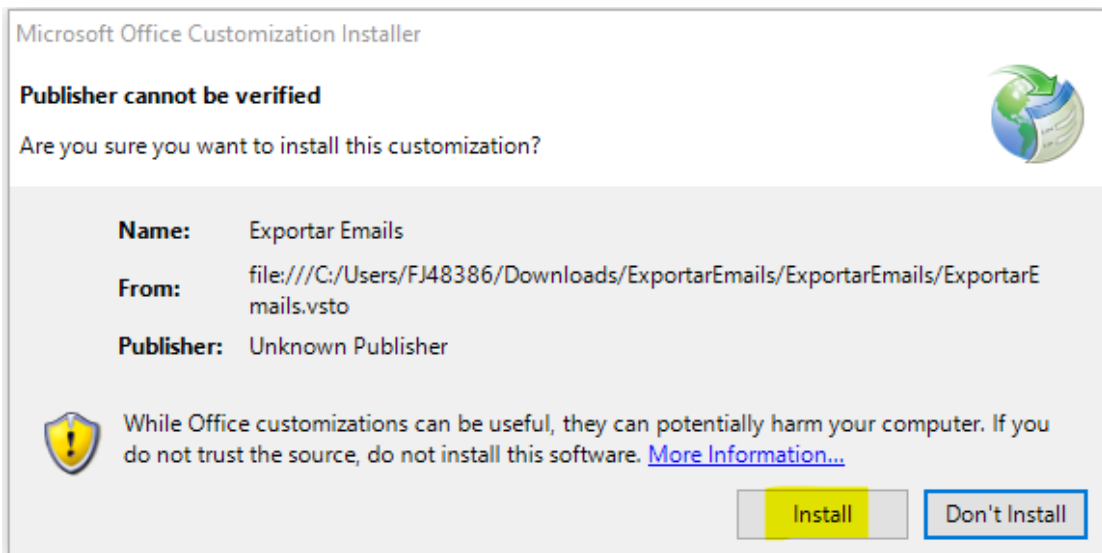 Microsoft Office Customization Installer
Publisher cannot be verified
Are you sure you want to install this customization?
Name: Exportar Emails
From: file:///C:/Users/FJ48386/Downloads/ExportarEmails/ExportarEmails/ExportarE
mails.vsto
Publisher: Unknown Publisher
While Office customizations can be useful, they can potentially harm your computer. If you
do not trust the source, do not install this software. More Information...
Install Don't Install